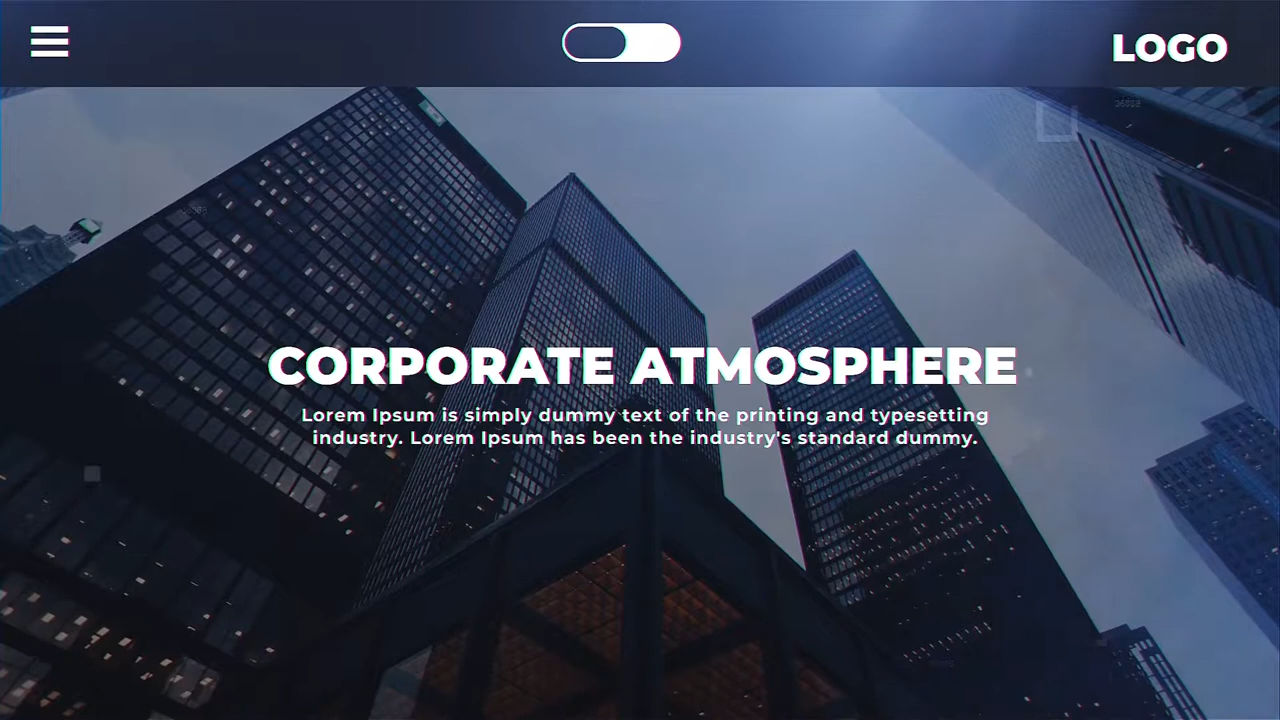 LOGO
CORPORATE ATMOSPHERE
Lorem Ipsum is simply dummy text of the printing and typesetting
industry. Lorem Ipsum has been the industry's standard dummy.